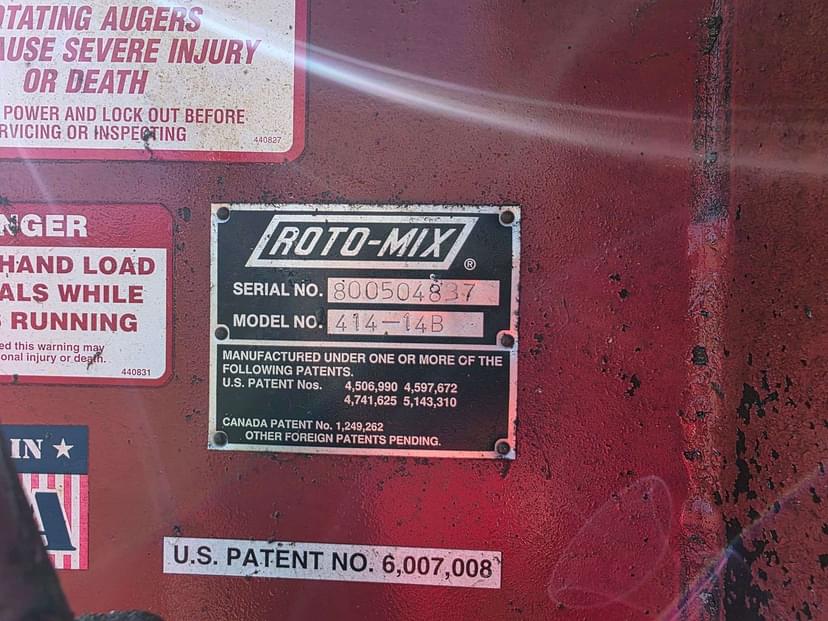 TATING AUGERS
AUSE SEVERE INJURY
OR DEATH
POWER AND LOCK OUT BEFORE
RVICING OR INSPECTING
440827
NGER
HAND LOAD
ALS WHILE
RUNNING
ed this warning may
onal injury or death.
440831
IN ★
A
ROTO-MIX ®
SERIAL NO. 800504837
MODEL NO. 414-14B
MANUFACTURED UNDER ONE OR MORE OF THE
FOLLOWING PATENTS.
U.S. PATENT Nos. 4,506,990 4,597,672
4,741,625 5,143,310
CANADA PATENT No. 1,249,262
OTHER FOREIGN PATENTS PENDING.
U.S. PATENT NO. 6,007,008